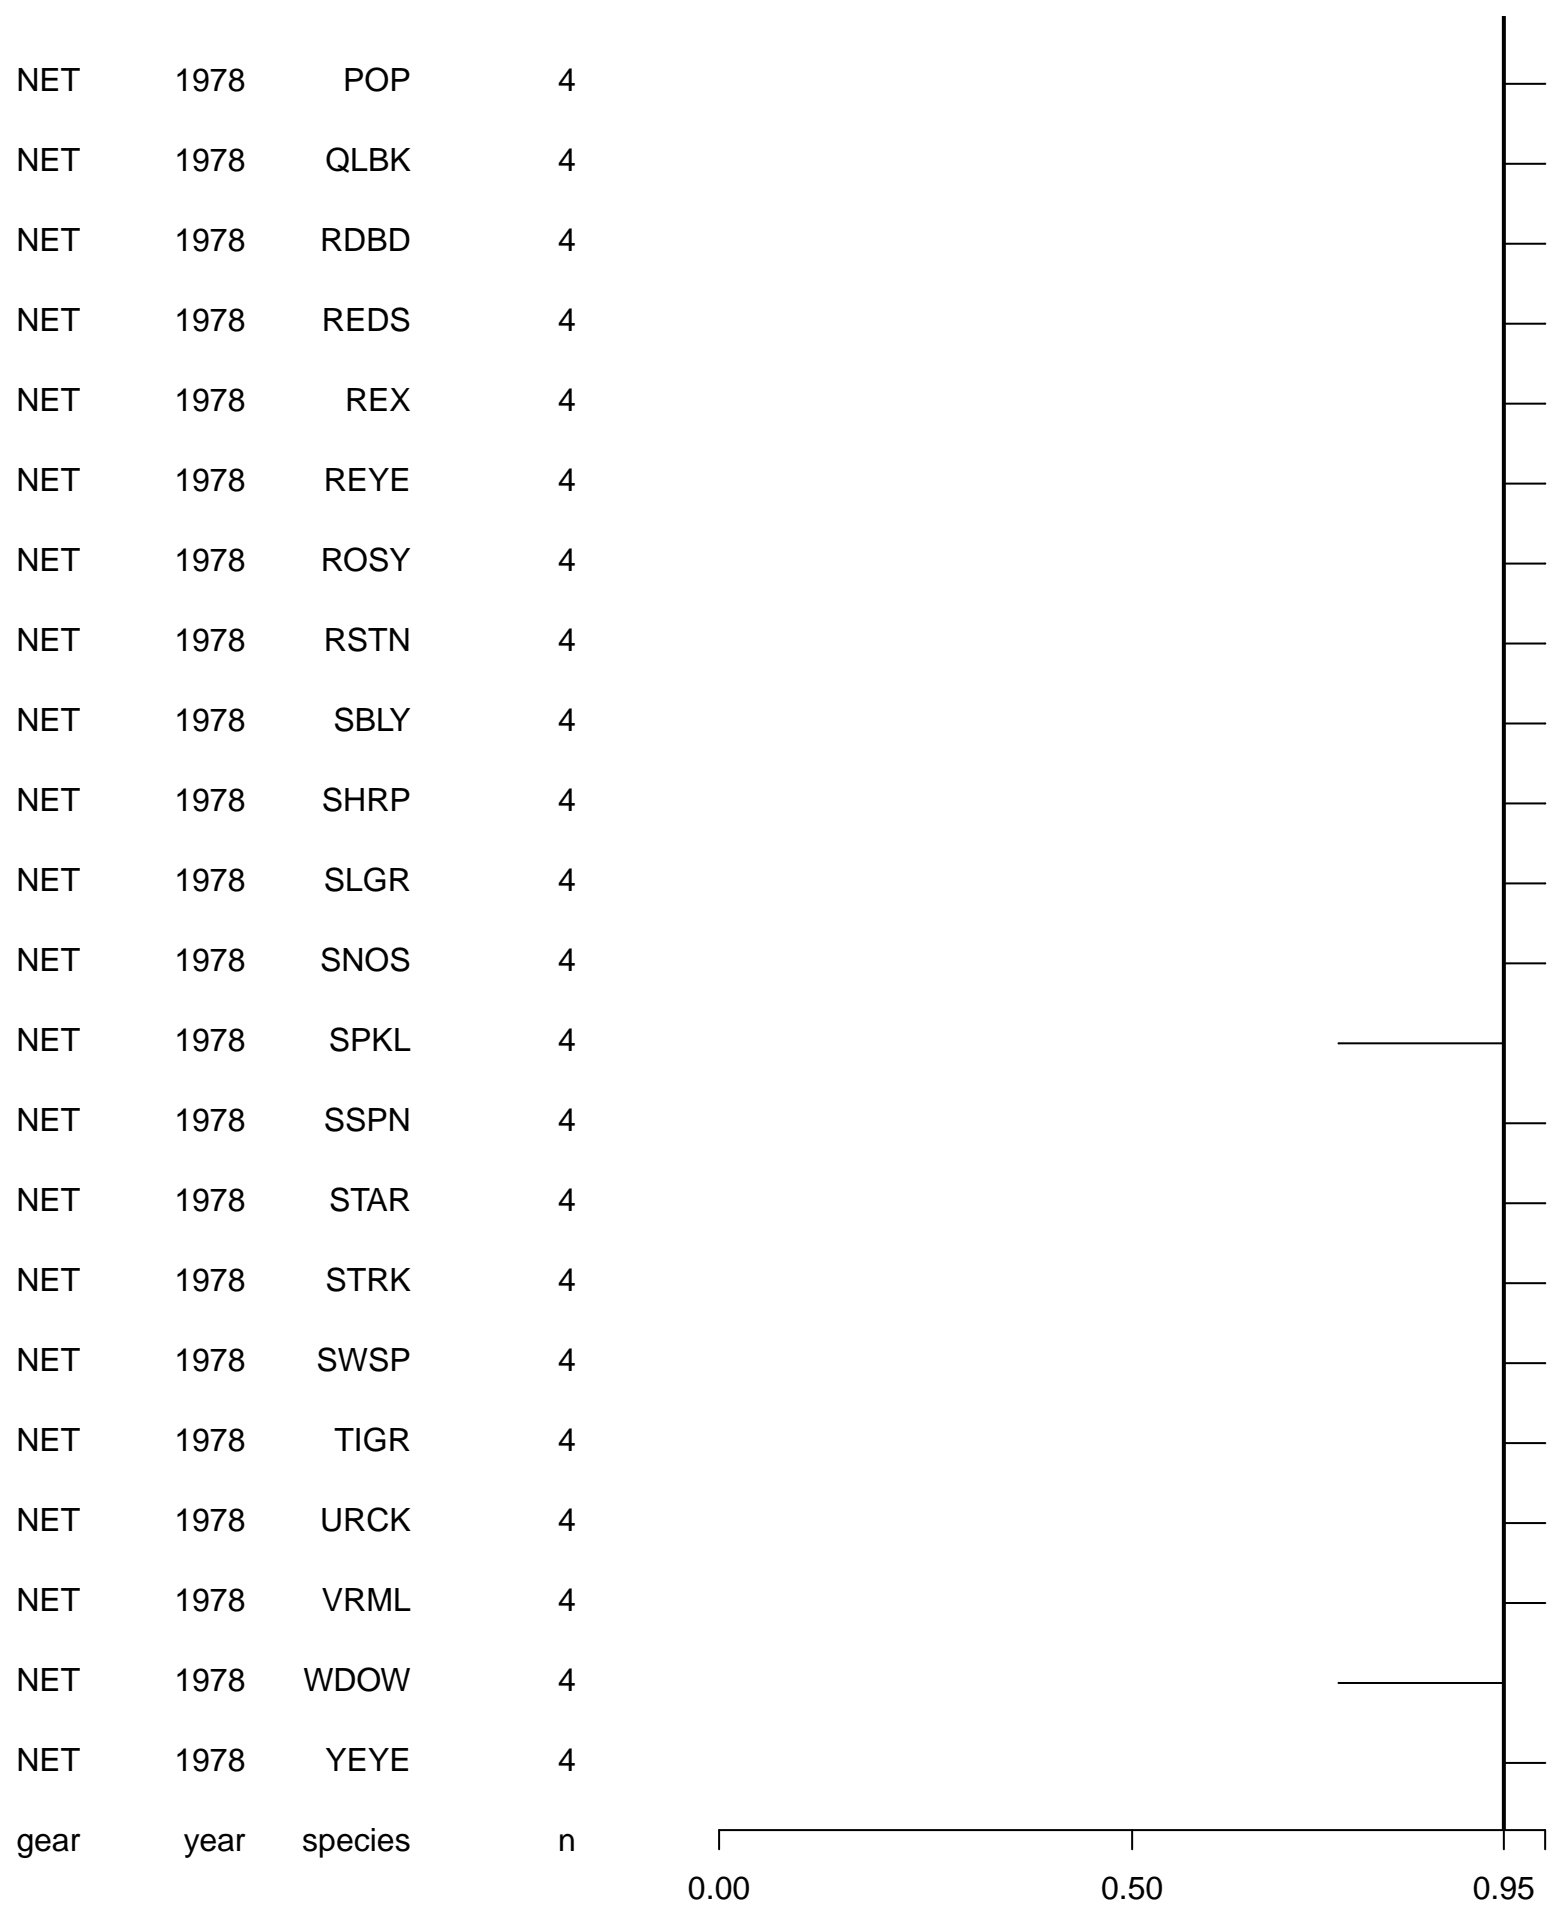 NET 1978 POP 4
NET 1978 QLBK 4
NET 1978 RDBD 4
NET 1978 REDS 4
NET 1978 REX 4
NET 1978 REYE 4
NET 1978 ROSY 4
NET 1978 RSTN 4
NET 1978 SBLY 4
NET 1978 SHRP 4
NET 1978 SLGR 4
NET 1978 SNOS 4
NET 1978 SPKL 4
NET 1978 SSPN 4
NET 1978 STAR 4
NET 1978 STRK 4
NET 1978 SWSP 4
NET 1978 TIGR 4
NET 1978 URCK 4
NET 1978 VRML 4
NET 1978 WDOW 4
NET 1978 YEYE 4
gear year species n
0.00 0.50 0.95